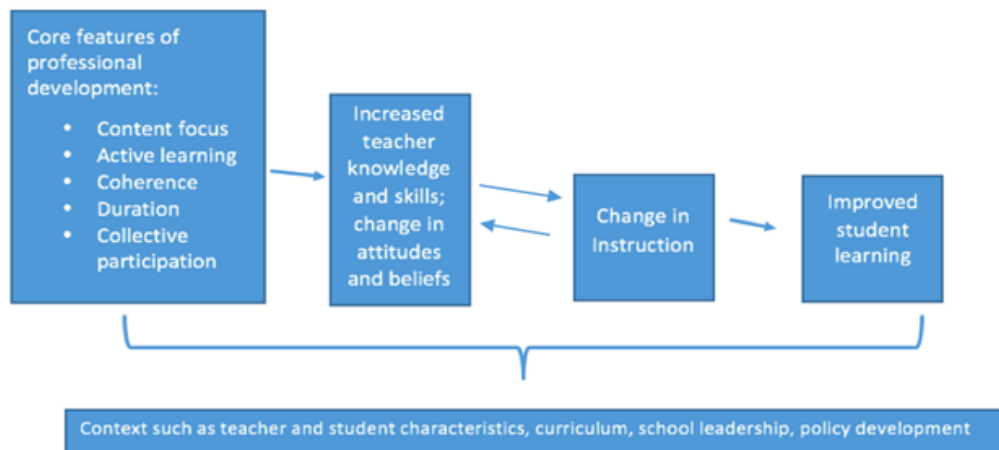 Core features of
professional
development:
• Content focus
• Active learning
• Coherence
• Duration
• Collective
participation
Increased
teacher
knowledge
and skills;
change in
attitudes
and beliefs
Change in
Instruction
Improved
student
learning
Context such as teacher and student characteristics, curriculum, school leadership, policy development